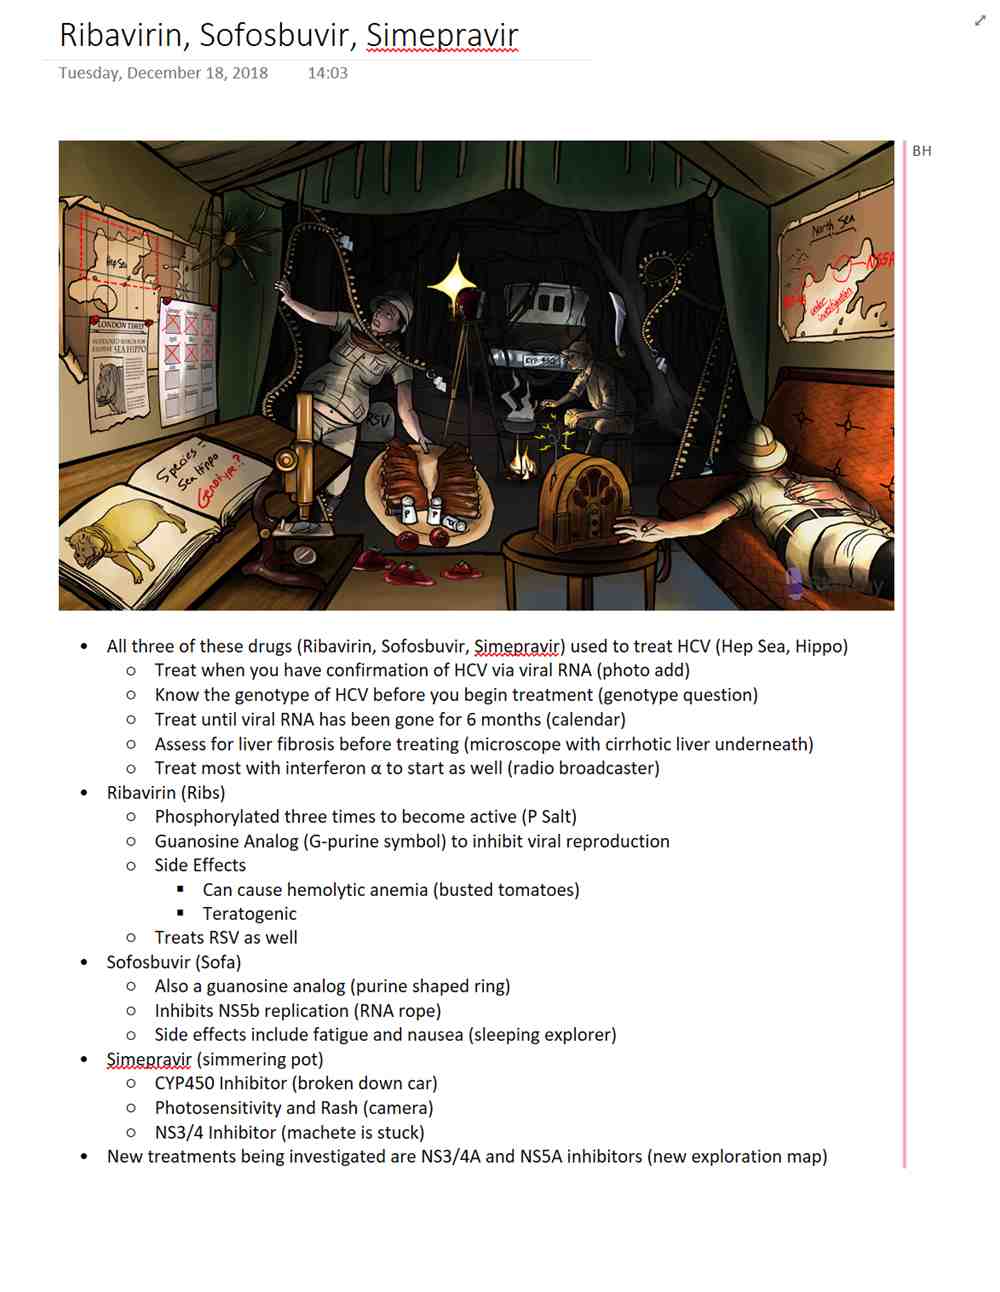 Ribavirin, Sofosbuvir, Simepravir
Tuesday, December 18, 2018 14:03
BH
Hep Sea
LONDON TIMES
SEA HIPPO
Species:
Sea Hippo
Genotype?
RSV
P
P
CYP-450
North Sea
NS5A
under
investigation
• All three of these drugs (Ribavirin, Sofosbuvir, Simepravir) used to treat HCV (Hep Sea, Hippo)
○ Treat when you have confirmation of HCV via viral RNA (photo add)
○ Know the genotype of HCV before you begin treatment (genotype question)
○ Treat until viral RNA has been gone for 6 months (calendar)
○ Assess for liver fibrosis before treating (microscope with cirrhotic liver underneath)
○ Treat most with interferon α to start as well (radio broadcaster)
• Ribavirin (Ribs)
○ Phosphorylated three times to become active (P Salt)
○ Guanosine Analog (G-purine symbol) to inhibit viral reproduction
○ Side Effects
▪ Can cause hemolytic anemia (busted tomatoes)
▪ Teratogenic
○ Treats RSV as well
• Sofosbuvir (Sofa)
○ Also a guanosine analog (purine shaped ring)
○ Inhibits NS5b replication (RNA rope)
○ Side effects include fatigue and nausea (sleeping explorer)
• Simepravir (simmering pot)
○ CYP450 Inhibitor (broken down car)
○ Photosensitivity and Rash (camera)
○ NS3/4 Inhibitor (machete is stuck)
• New treatments being investigated are NS3/4A and NS5A inhibitors (new exploration map)